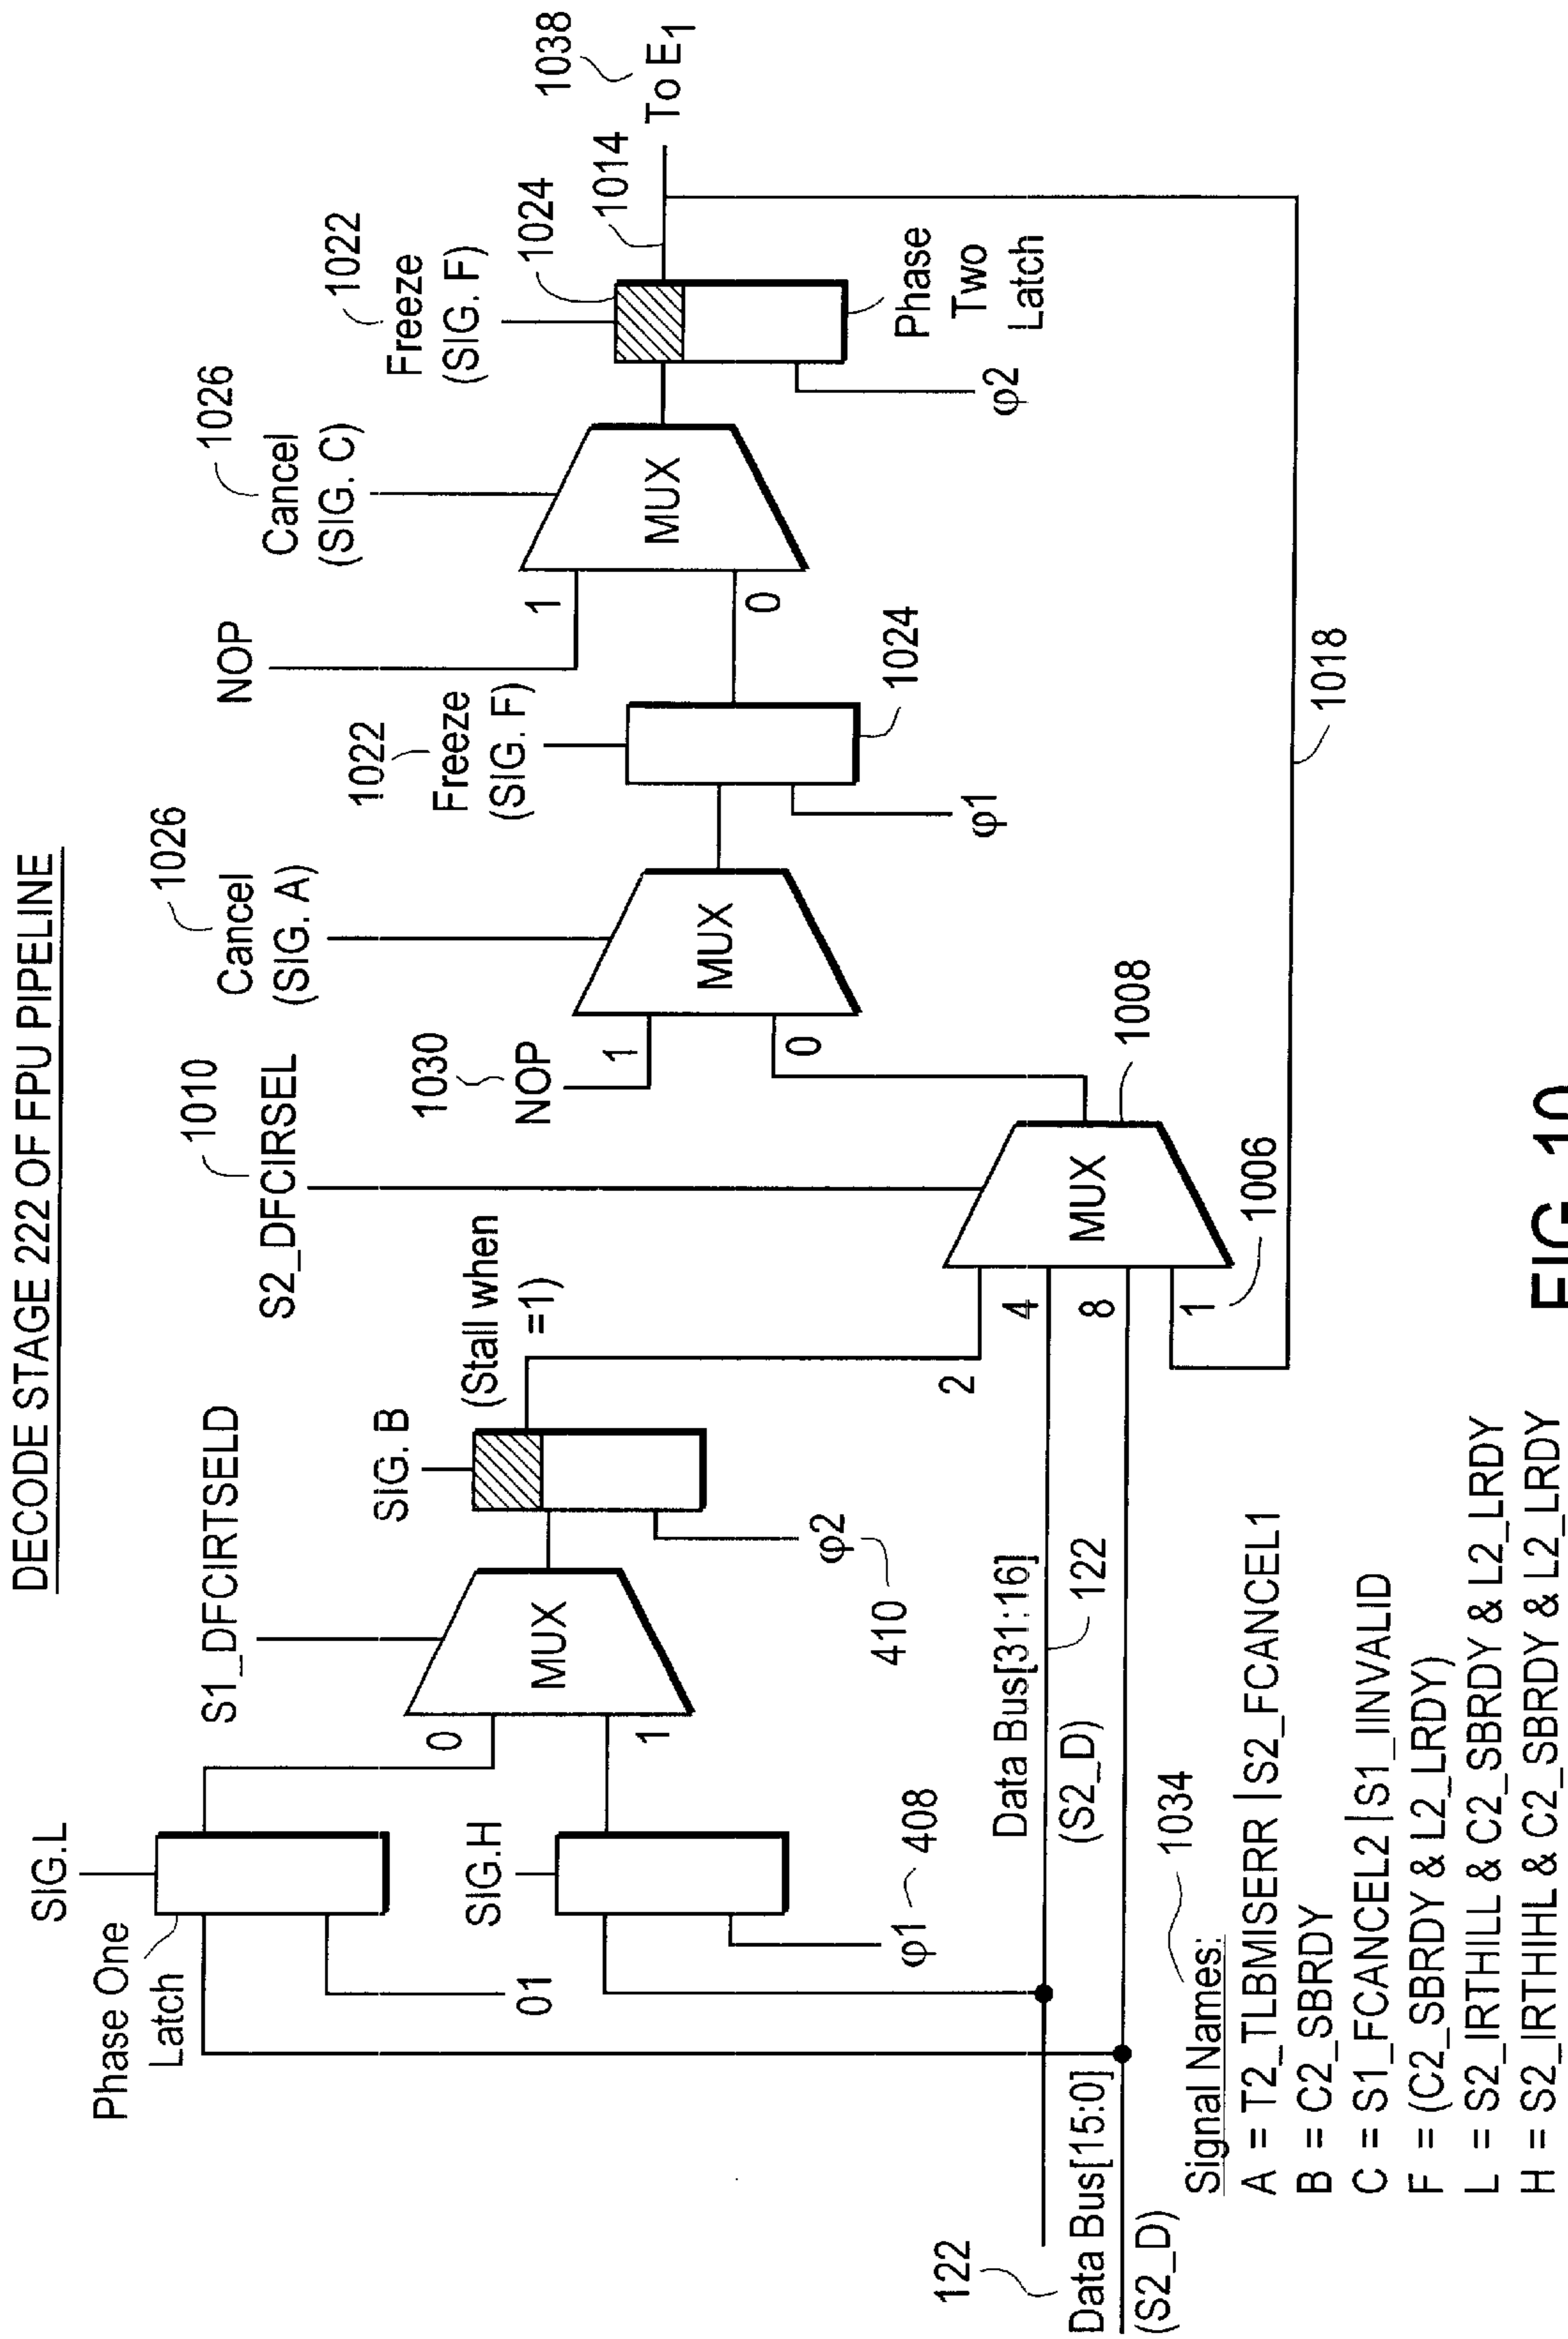 DECODE STAGE 222 OF FPU PIPELINE
SIG.L
Phase One
Latch
01
SIG.H
φ1
408
S1_DFCIRTSELD
0
1
MUX
SIG. B
(Stall when
=1)
φ2
410
S2_DFCIRSEL
1010
2
4
8
1
1006
MUX
1008
Data Bus[31:16]
(S2_D)
122
122
Data Bus[15:0]
(S2_D)
1026
Cancel
(SIG. A)
1030
NOP
1
0
MUX
1022
Freeze
(SIG. F)
1024
φ1
NOP
1026
Cancel
(SIG. C)
1
0
MUX
1022
Freeze
(SIG. F)
1024
1014
φ2
Phase
Two
Latch
1038
To E1
1018
1034
Signal Names:
A = T2_TLBMISERR | S2_FCANCEL1
B = C2_SBRDY
C = S1_FCANCEL2 | S1_IINVALID
F = (C2_SBRDY & L2_LRDY)
L = S2_IRTHILL & C2_SBRDY & L2_LRDY
H = S2_IRTHIHL & C2_SBRDY & L2_LRDY
FIG. 10